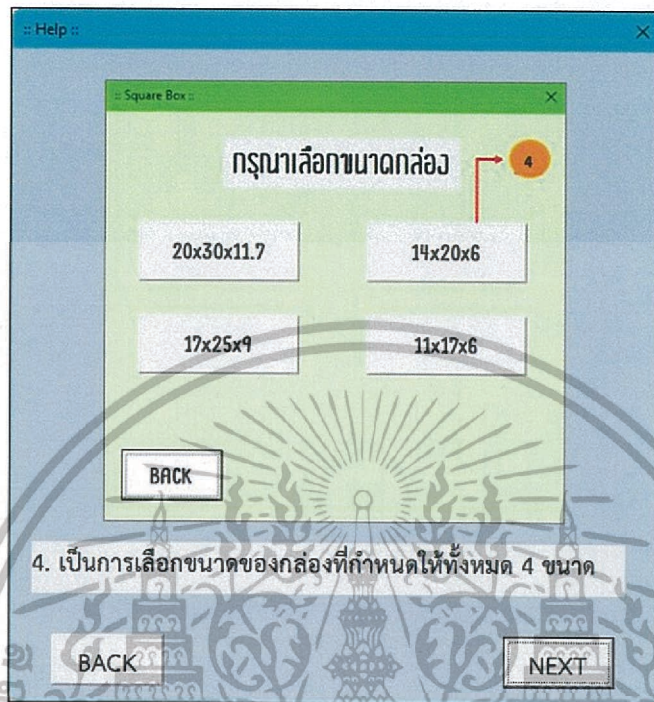 :: Help ::
:: Square Box ::
กรุณาเลือกขนาดกล่อง
4
20x30x11.7
14x20x6
17x25x9
11x17x6
BACK
4. เป็นการเลือกขนาดของกล่องที่กำหนดให้ทั้งหมด 4 ขนาด
BACK
NEXT